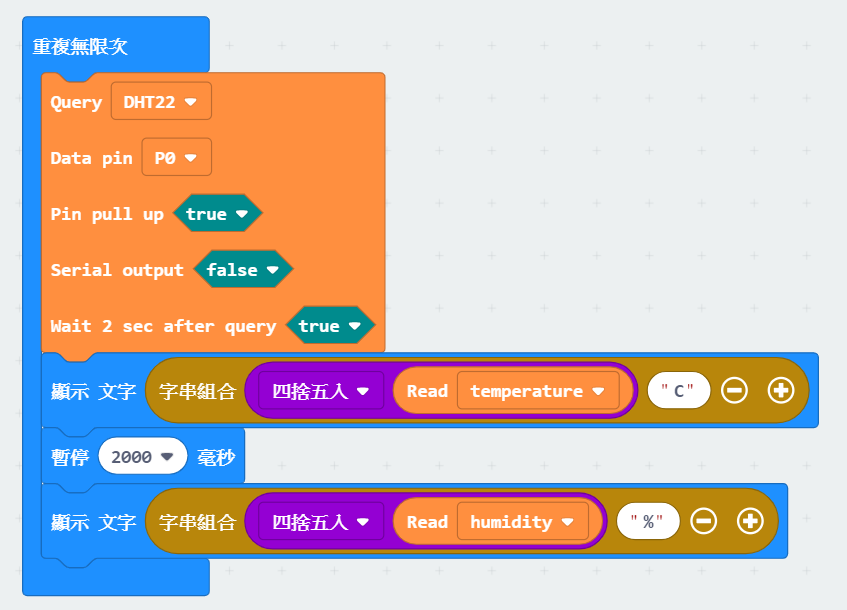 重複無限次
Query DHT22
Data pin P0
Pin pull up true
Serial output false
Wait 2 sec after query true
顯示 文字 字串組合 四捨五入 Read temperature "C"
暫停 2000 毫秒
顯示 文字 字串組合 四捨五入 Read humidity "%"